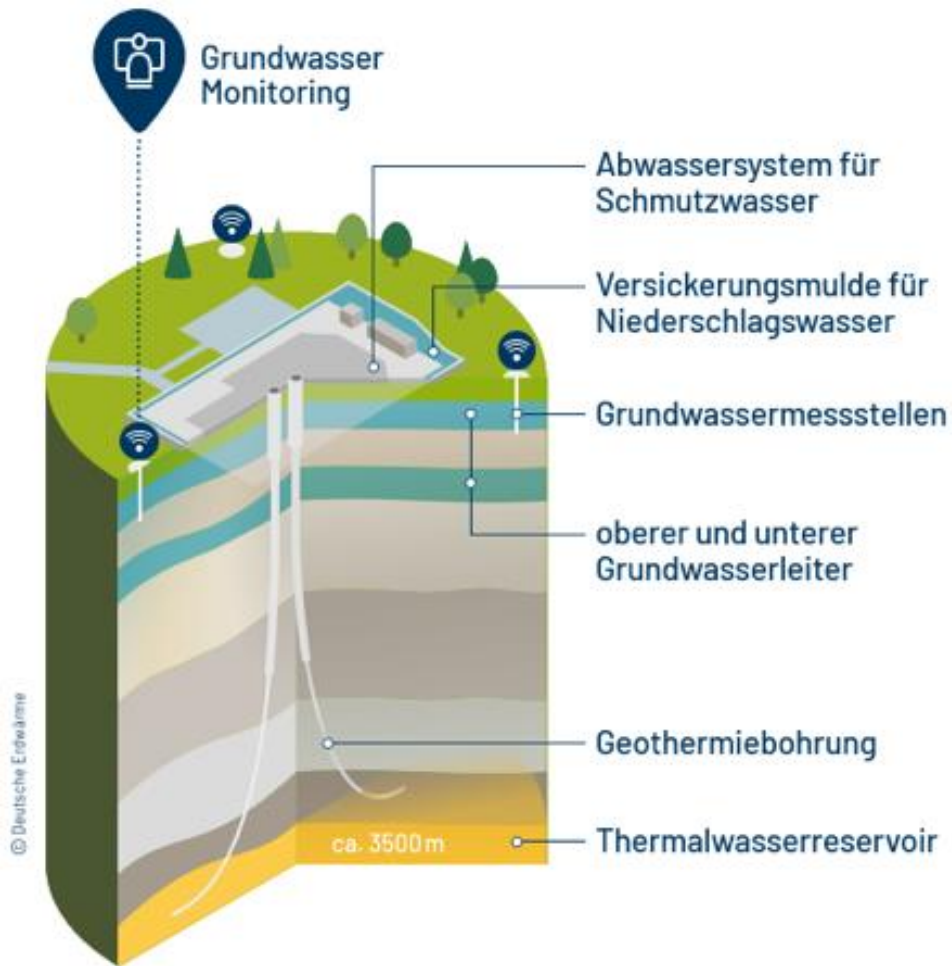 Grundwasser
Monitoring
Abwassersystem für
Schmutzwasser
Versickerungsmulde für
Niederschlagswasser
Grundwassermessstellen
oberer und unterer
Grundwasserleiter
Geothermiebohrung
ca. 3500 m
Thermalwasserreservoir
© Deutsche Erdwärme